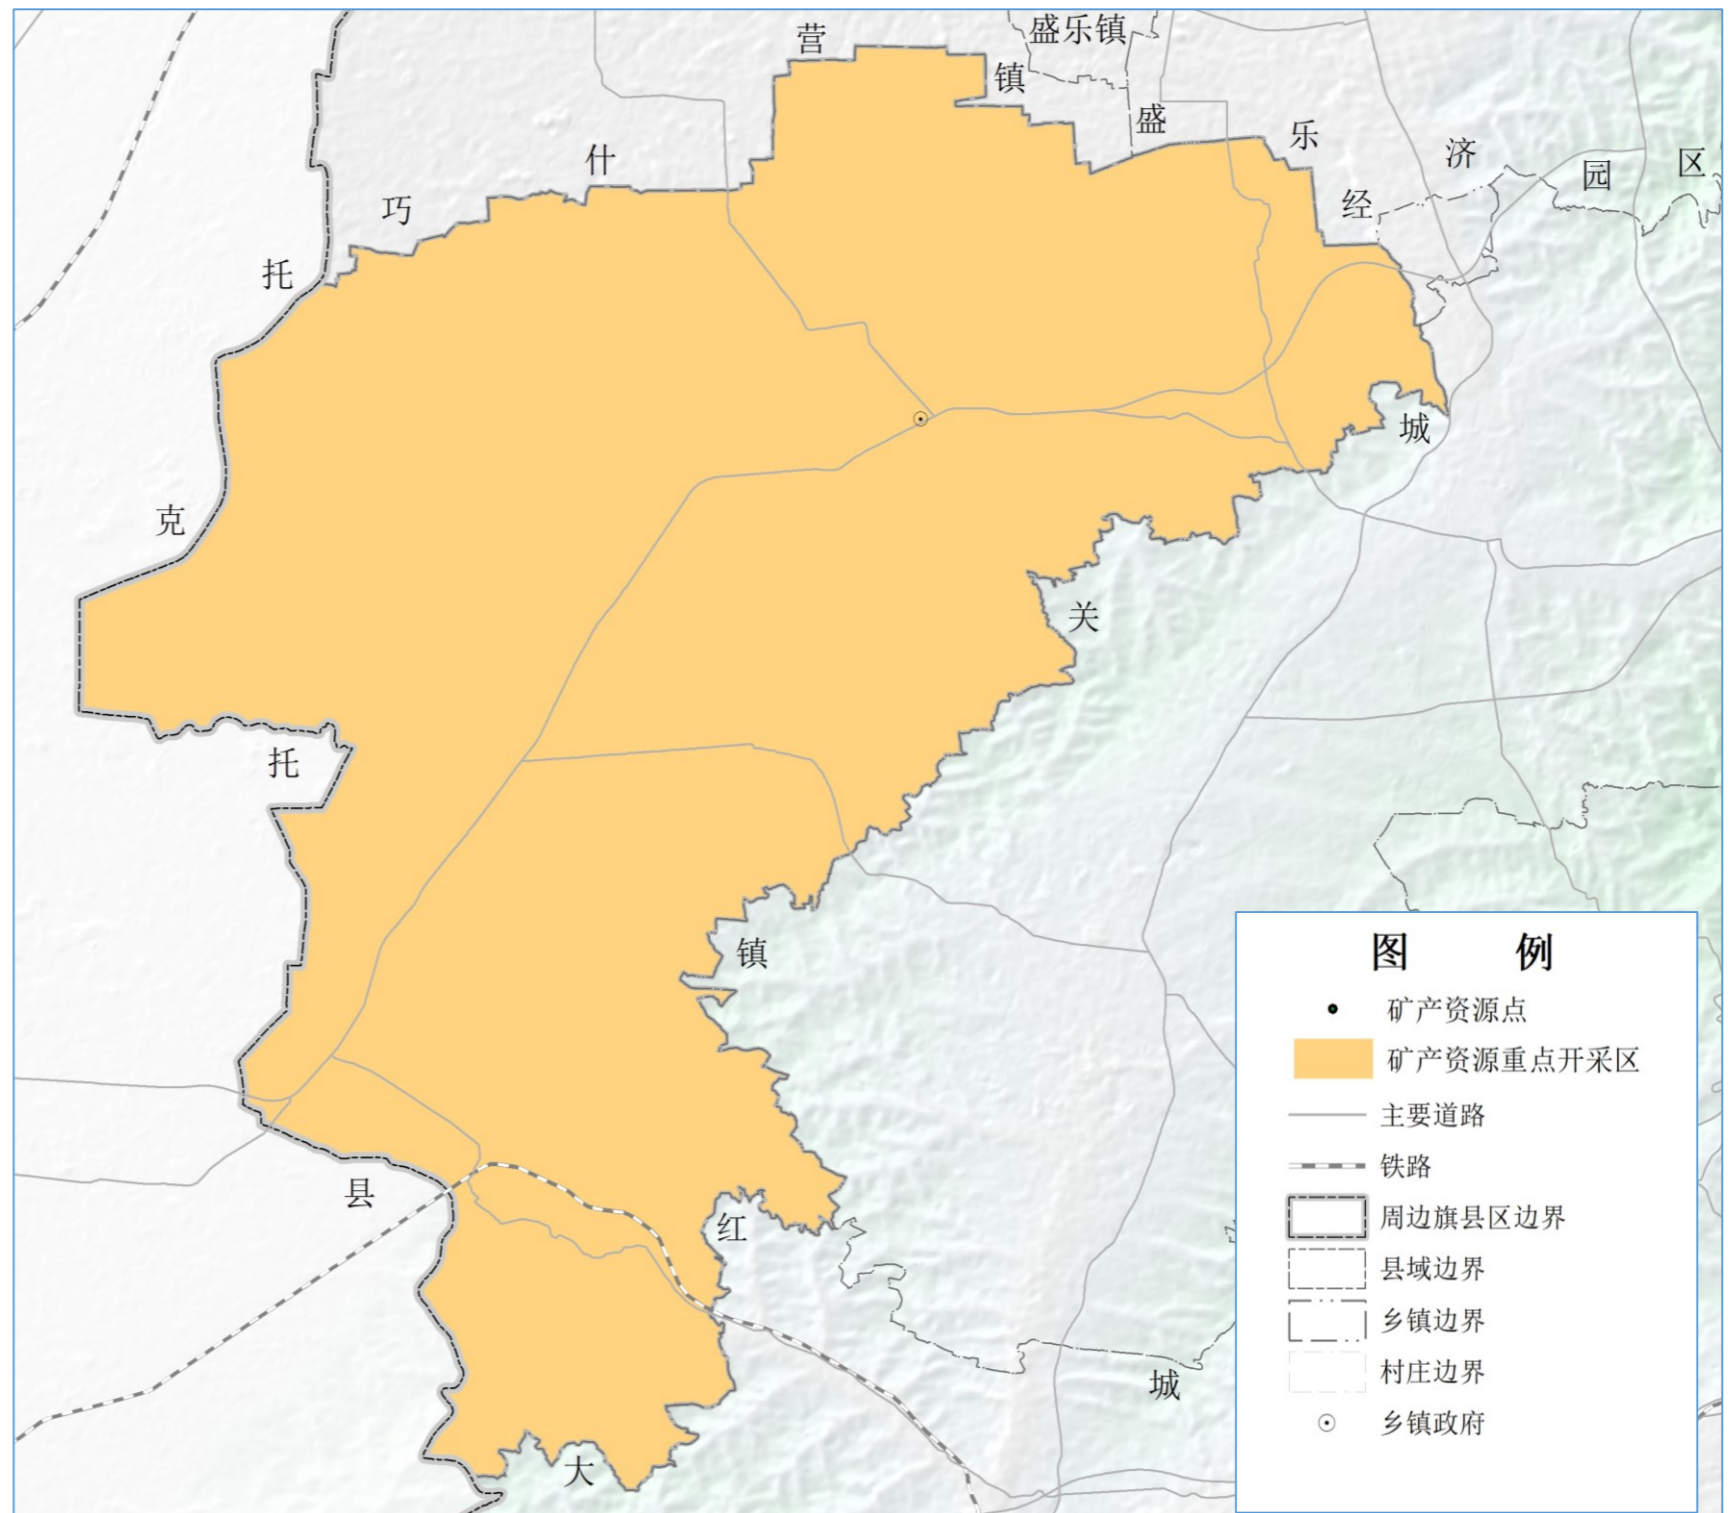 营
盛乐镇
镇
盛
乐
济
园
区
什
巧
经
托
城
克
关
托
镇
县
红
城
大
图 例
矿产资源点
矿产资源重点开采区
主要道路
铁路
周边旗县区边界
县域边界
乡镇边界
村庄边界
乡镇政府